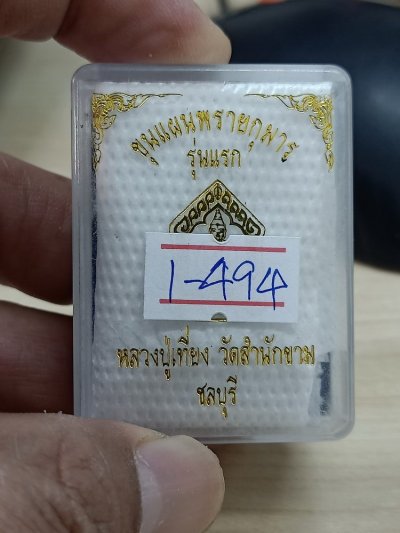 ขุนแผนพรายกุมาร
รุ่นแรก
1-494
หลวงปู่เที่ยง วัดสำนักขาม
ชลบุรี